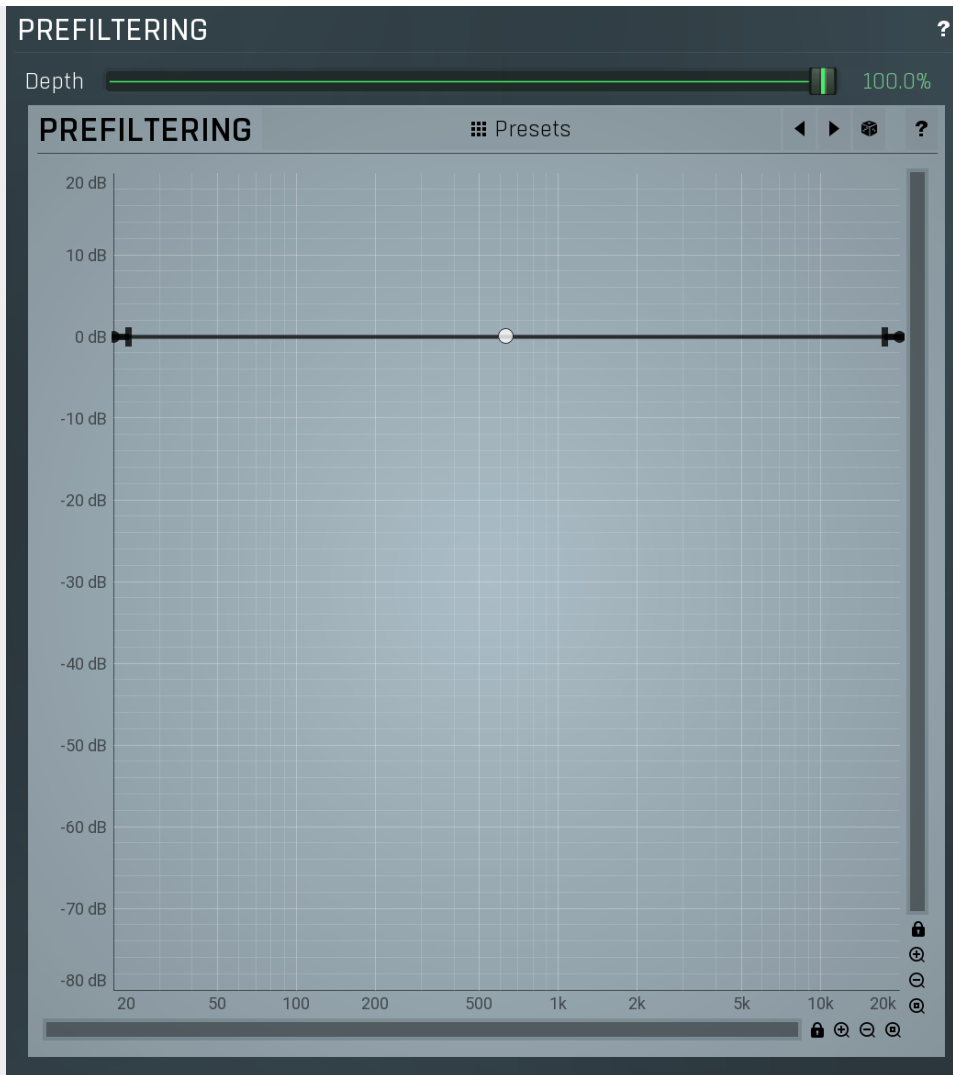 PREFILTERING ?
Depth 100.0%
PREFILTERING Presets ?
20 dB
10 dB
0 dB
-10 dB
-20 dB
-30 dB
-40 dB
-50 dB
-60 dB
-70 dB
-80 dB
20 50 100 200 500 1k 2k 5k 10k 20k